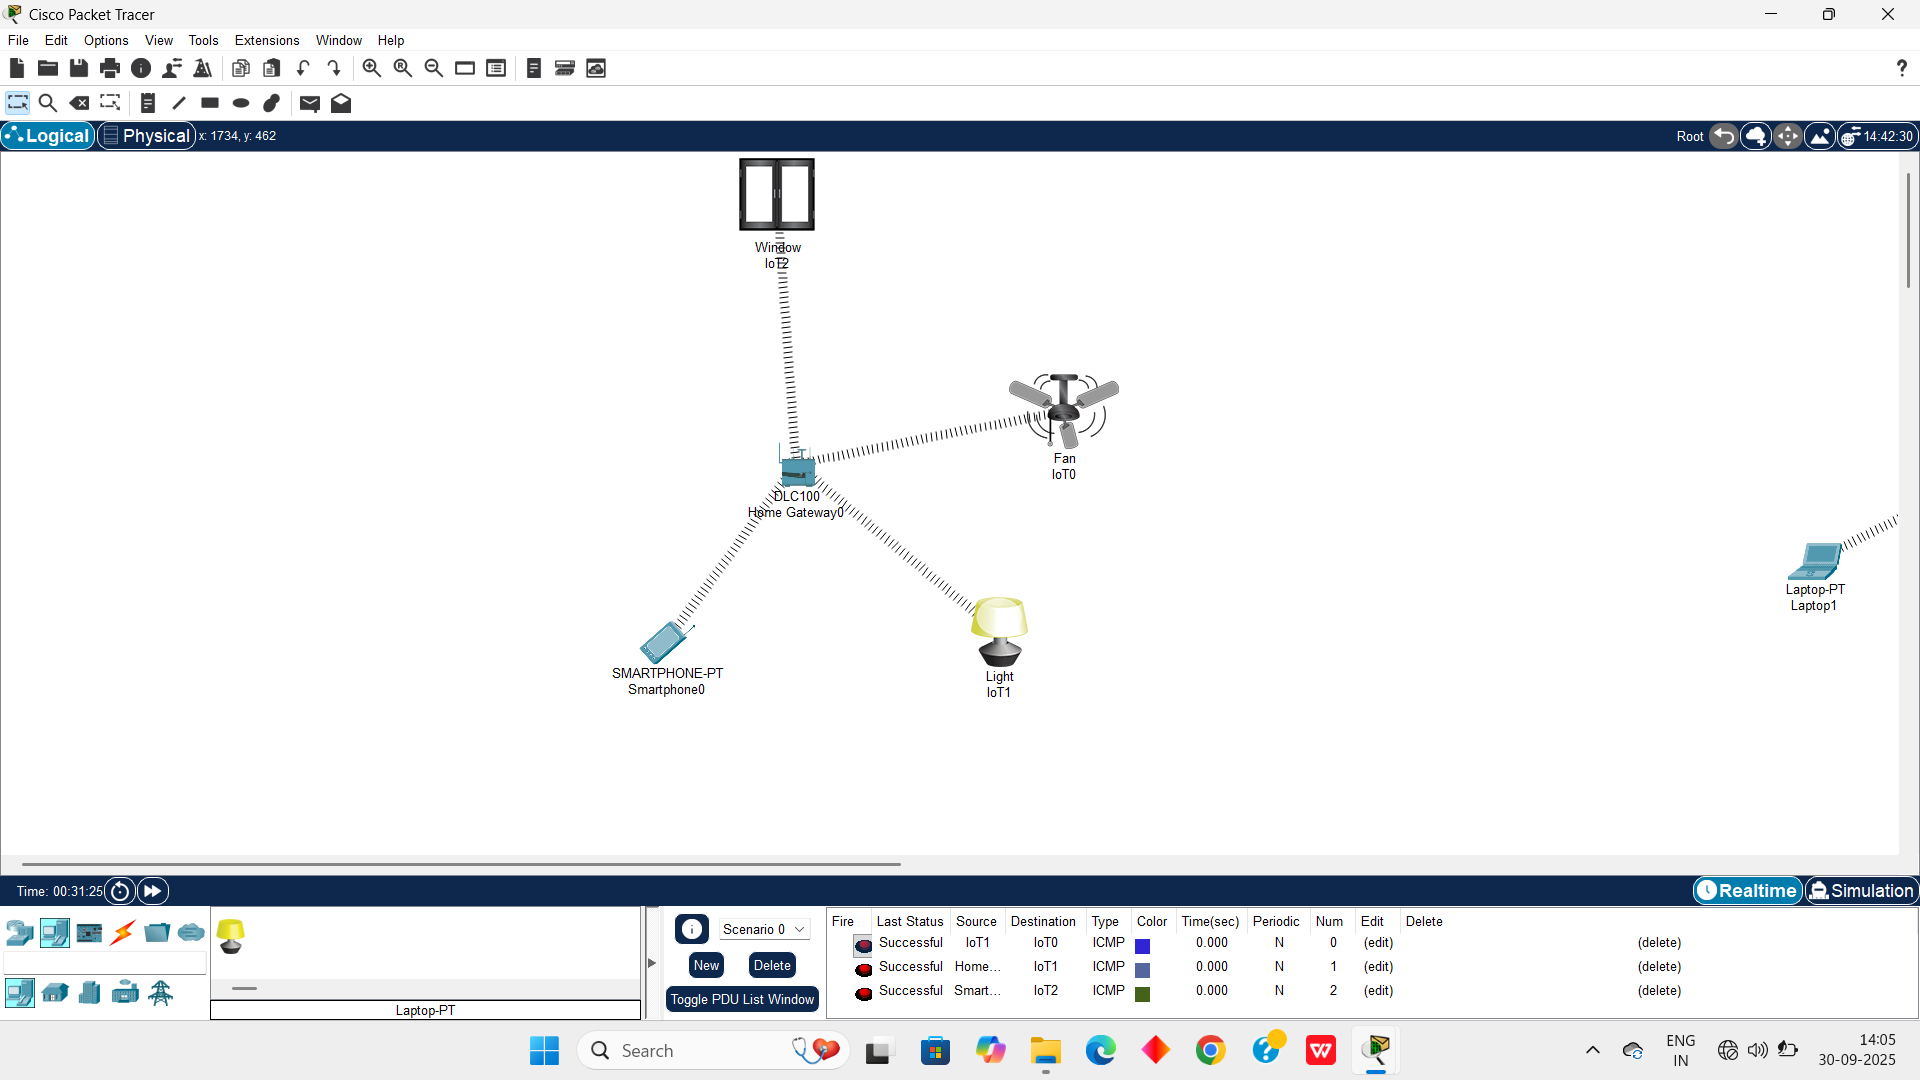 Cisco Packet Tracer
File Edit Options View Tools Extensions Window Help
?
Logical Physical x: 1734, y: 462 Root 14:42:30
Window
IoT2
Fan
IoT0
DLC100
Home Gateway0
Laptop-PT
Laptop1
SMARTPHONE-PT
Smartphone0
Light
IoT1
Time: 00:31:25 Realtime Simulation
Scenario 0
New Delete
Toggle PDU List Window
Laptop-PT
Fire Last Status Source Destination Type Color Time(sec) Periodic Num Edit Delete
Successful IoT1 IoT0 ICMP 0.000 N 0 (edit) (delete)
Successful Home... IoT1 ICMP 0.000 N 1 (edit) (delete)
Successful Smart... IoT2 ICMP 0.000 N 2 (edit) (delete)
Search
ENG
IN
14:05
30-09-2025